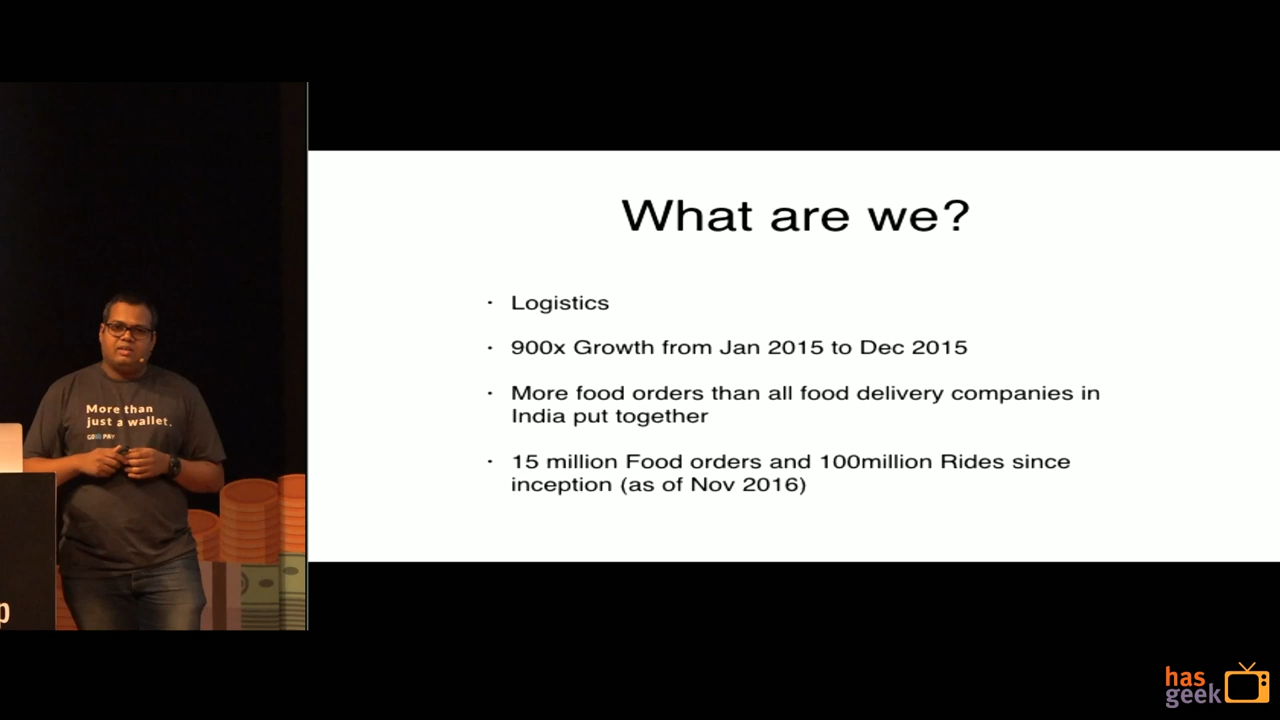 What are we?
· Logistics
· 900x Growth from Jan 2015 to Dec 2015
· More food orders than all food delivery companies in
India put together
· 15 million Food orders and 100million Rides since
inception (as of Nov 2016)
More than
just a wallet.
GO PAY
p
has
geek